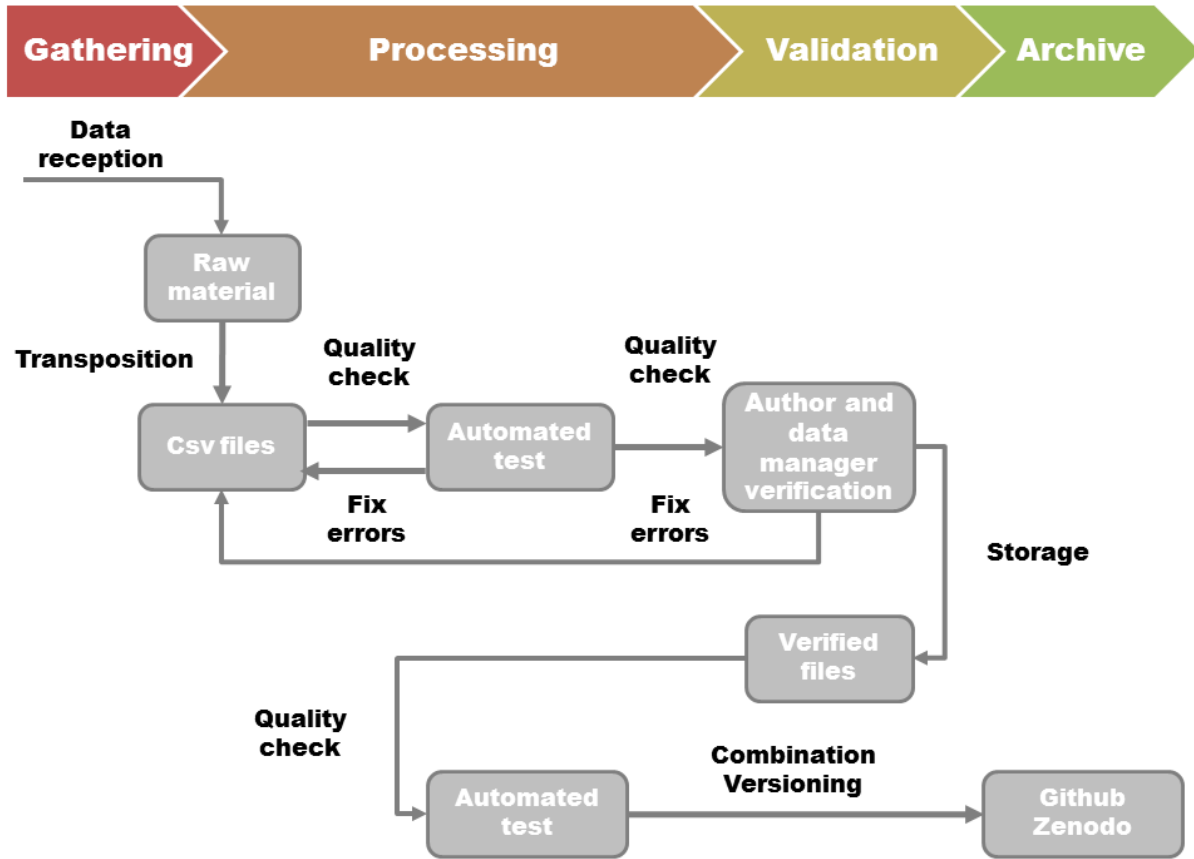 Gathering
Processing
Validation
Archive
Data
reception
Raw
material
Transposition
Quality
check
Quality
check
Csv files
Automated
test
Author and
data
manager
verification
Fix
errors
Fix
errors
Storage
Verified
files
Quality
check
Combination
Versioning
Automated
test
Github
Zenodo